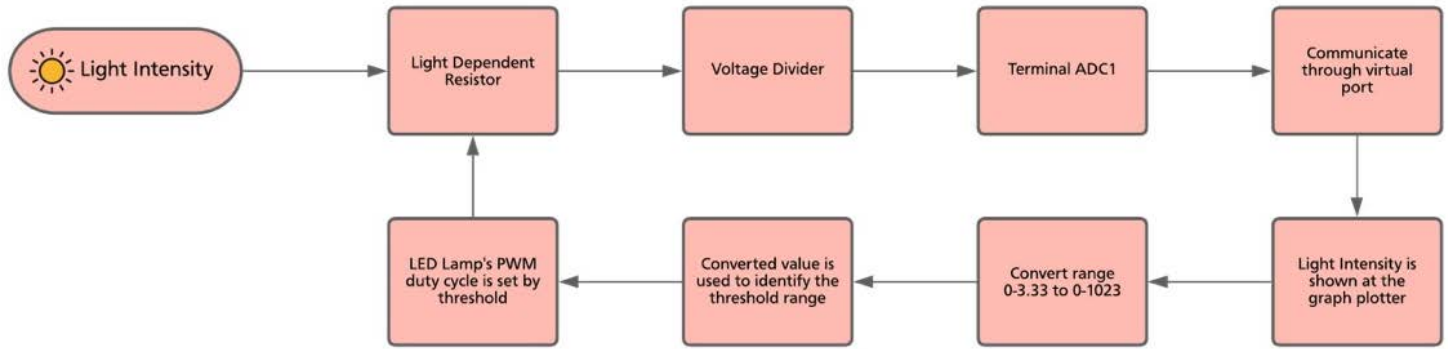 Light Intensity
Light Dependent
Resistor
Voltage Divider
Terminal ADC1
Communicate
through virtual
port
Light Intensity is
shown at the
graph plotter
Convert range
0-3.33 to 0-1023
Converted value is
used to identify the
threshold range
LED Lamp's PWM
duty cycle is set by
threshold